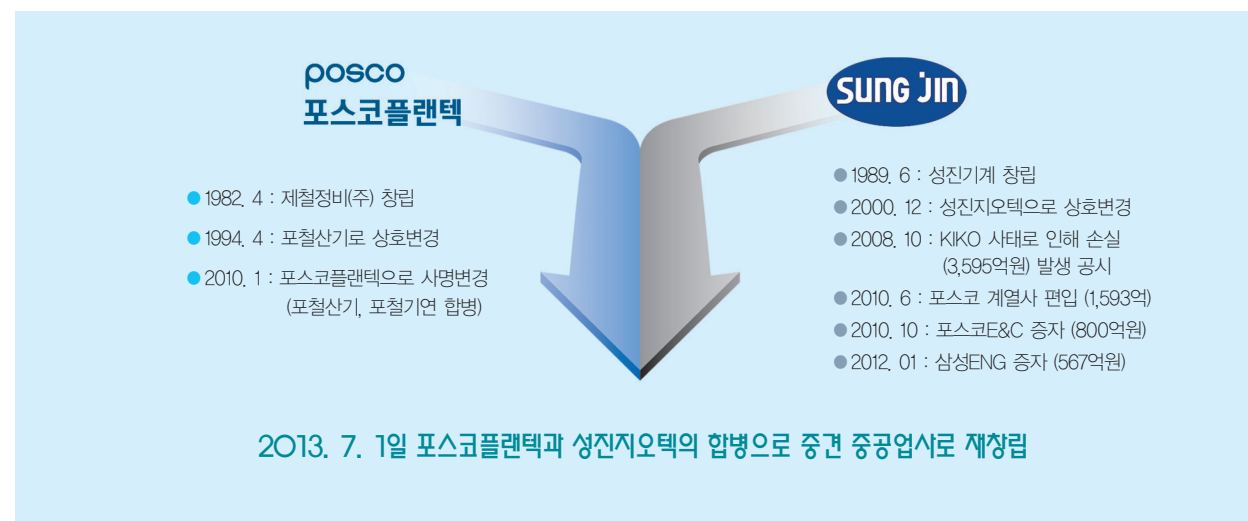 posco
포스코플랜텍
1982. 4 : 제철정비(주) 창립
1994. 4 : 포철산기로 상호변경
2010. 1 : 포스코플랜텍으로 사명변경
(포철산기, 포철기연 합병)
SUNG JIN
1989. 6 : 성진기계 창립
2000. 12 : 성진지오텍으로 상호변경
2008. 10 : KIKO 사태로 인해 손실
(3,595억원) 발생 공시
2010. 6 : 포스코 계열사 편입 (1,593억)
2010. 10 : 포스코E&C 증자 (800억원)
2012. 01 : 삼성ENG 증자 (567억원)
2013. 7. 1일 포스코플랜텍과 성진지오텍의 합병으로 중견 중공업사로 재창립